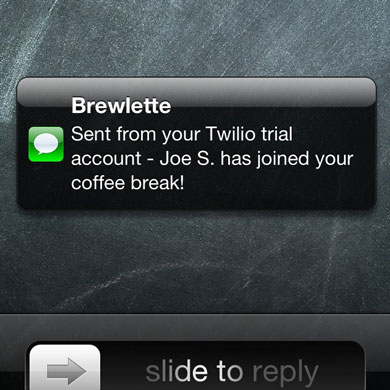 Brewlette
Sent from your Twilio trial
account - Joe S. has joined your
coffee break!
slide to reply